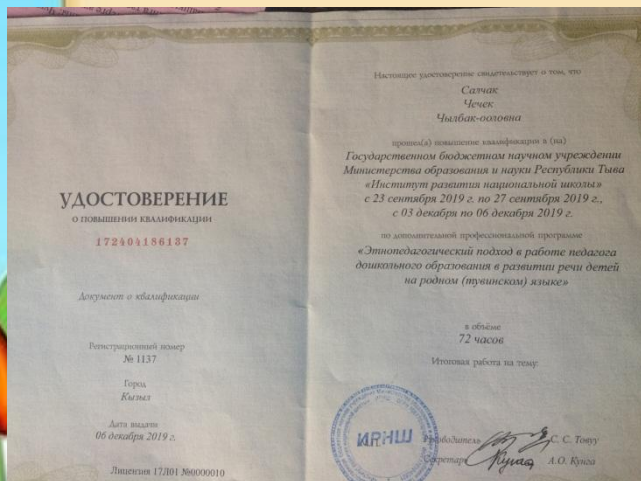 УДОСТОВЕРЕНИЕ
О ПОВЫШЕНИИ КВАЛИФИКАЦИИ
172404186137
Документ о квалификации
Регистрационный номер
№ 1137
Город
Кызыл
Дата выдачи
06 декабря 2019 г.
Лицензия 17Л01 №0000010
Настоящее удостоверение свидетельствует о том, что
Салчак
Чечек
Чылбак-ооловна
прошел(а) повышение квалификации в (на)
Государственном бюджетном научном учреждении
Министерства образования и науки Республики Тыва
«Институт развития национальной школы»
с 23 сентября 2019 г. по 27 сентября 2019 г.,
с 03 декабря по 06 декабря 2019 г.
по дополнительной профессиональной программе
«Этнопедагогический подход в работе педагога
дошкольного образования в развитии речи детей
на родном (тувинском) языке»
в объёме
72 часов
Итоговая работа на тему:
ИРНШ
Руководитель С. С. Товуу
Секретарь А.О. Кунга